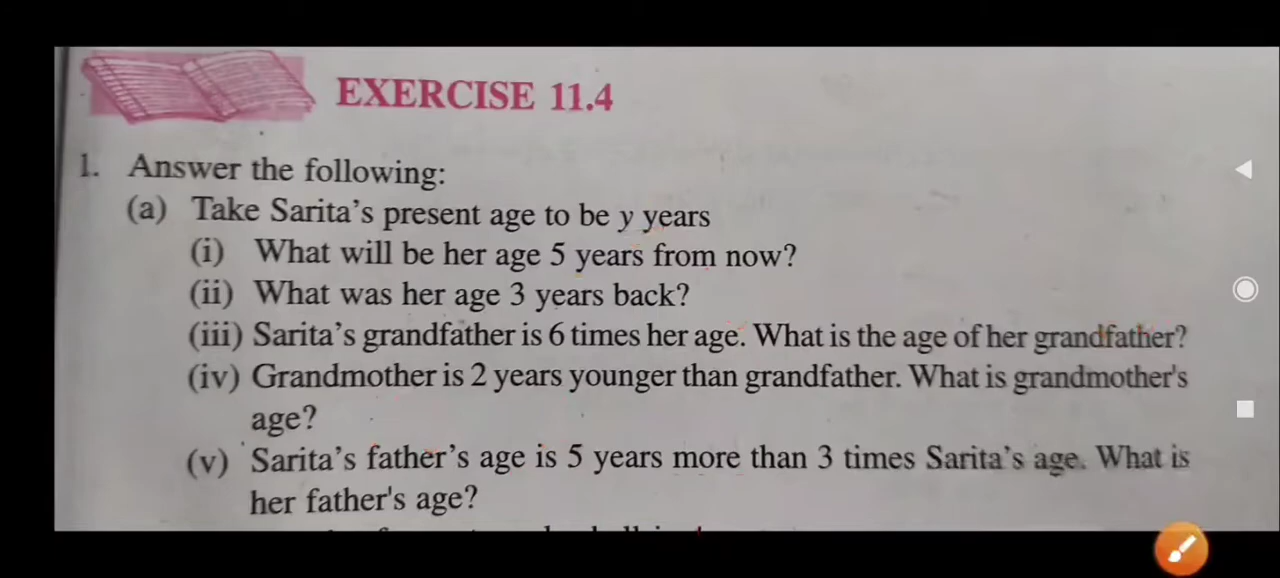 EXERCISE 11.4
1. Answer the following:
(a) Take Sarita's present age to be y years
(i) What will be her age 5 years from now?
(ii) What was her age 3 years back?
(iii) Sarita's grandfather is 6 times her age. What is the age of her grandfather?
(iv) Grandmother is 2 years younger than grandfather. What is grandmother's
age?
(v) Sarita's father's age is 5 years more than 3 times Sarita's age. What is
her father's age?